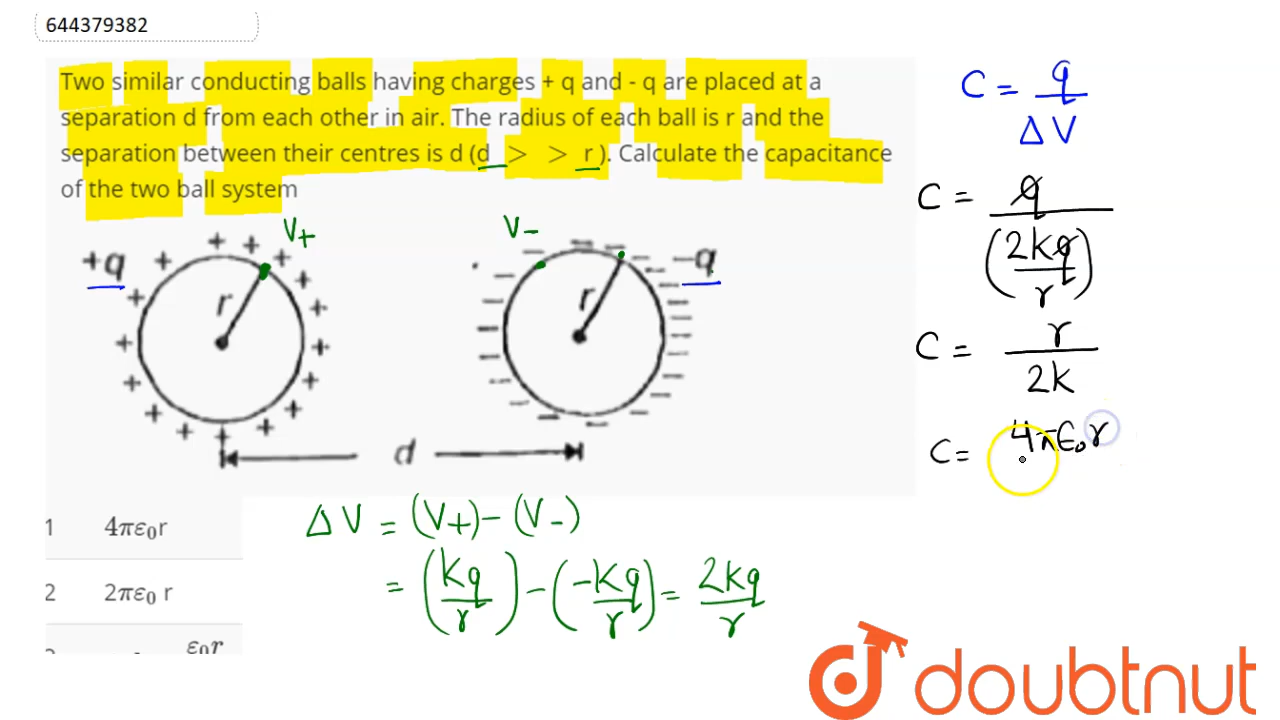 644379382
Two similar conducting balls having charges + q and - q are placed at a
separation d from each other in air. The radius of each ball is r and the
separation between their centres is d (d > > r ). Calculate the capacitance
of the two ball system
C = q / ΔV
C = q / (2kq / r)
C = r / 2k
C = 4πε₀r
V+
V-
+q
-q
r
r
d
1 4πε₀r
2 2πε₀ r
ε₀r
ΔV = (V+) - (V-)
= (kq / r) - (-kq / r) = 2kq / r
doubtnut